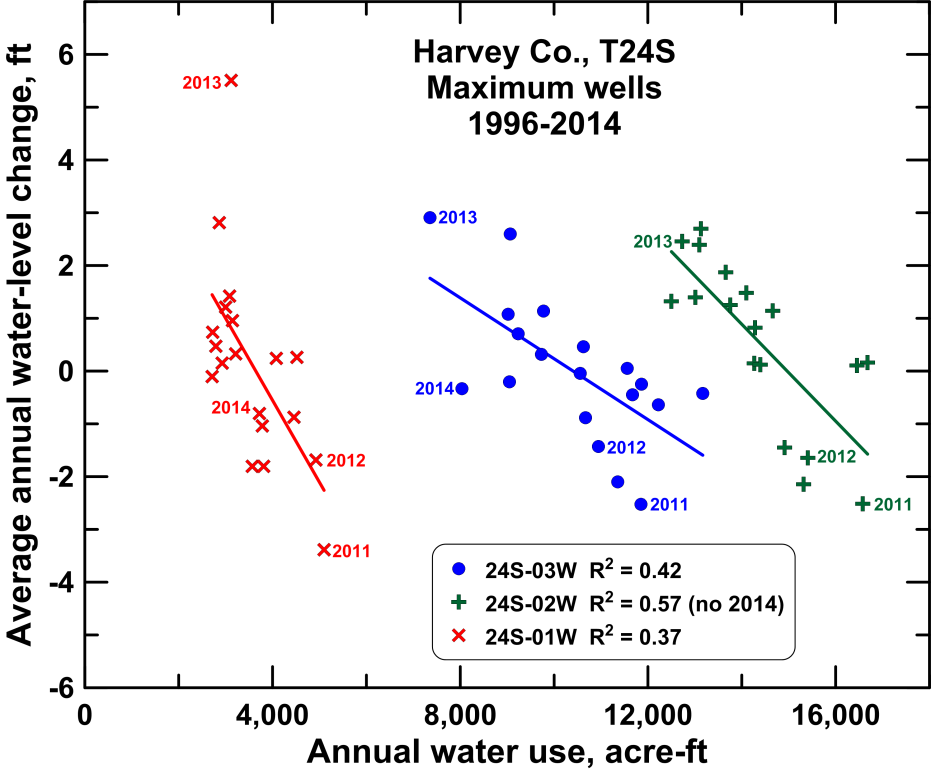 Harvey Co., T24S
Maximum wells
1996-2014
Average annual water-level change, ft
6
4
2
0
-2
-4
-6
2013
2014
2012
2011
2013
2014
2012
2011
2013
2012
2011
24S-03W R² = 0.42
24S-02W R² = 0.57 (no 2014)
24S-01W R² = 0.37
0 4,000 8,000 12,000 16,000
Annual water use, acre-ft